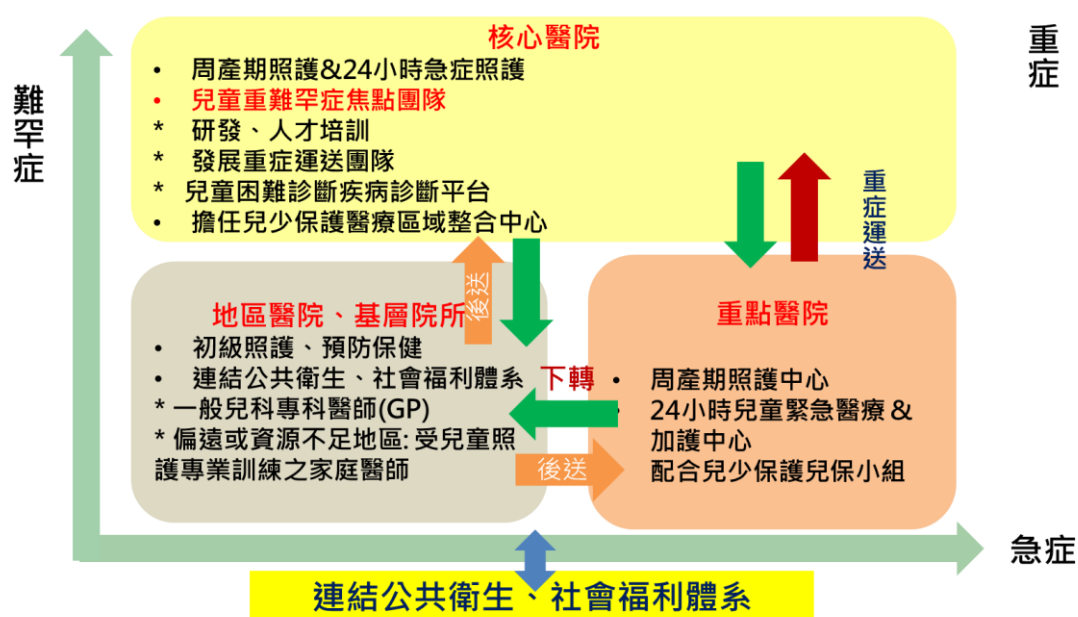 核心醫院
• 周產期照護&24小時急症照護
• 兒童重難罕症焦點團隊
* 研發、人才培訓
* 發展重症運送團隊
* 兒童困難診斷疾病診斷平台
• 擔任兒少保護醫療區域整合中心
難罕症
重症
重症運送
後送
地區醫院、基層院所
• 初級照護、預防保健
• 連結公共衛生、社會福利體系
* 一般兒科專科醫師(GP)
* 偏遠或資源不足地區: 受兒童照
護專業訓練之家庭醫師
下轉
後送
重點醫院
• 周產期照護中心
• 24小時兒童緊急醫療 &
加護中心
配合兒少保護兒保小組
急症
連結公共衛生、社會福利體系